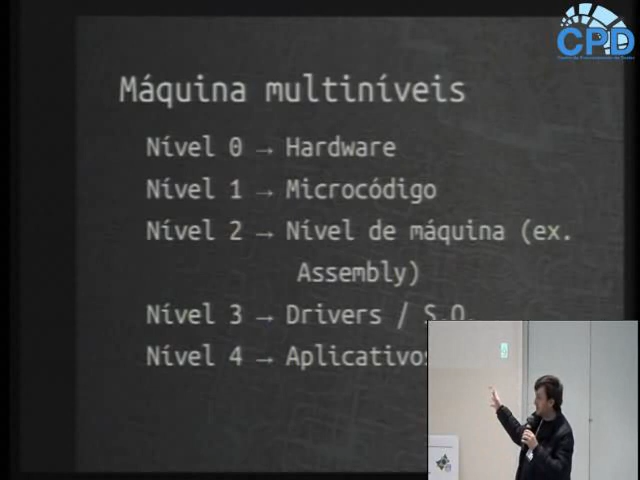 CPD
Máquina multiníveis
Nível 0 → Hardware
Nível 1 → Microcódigo
Nível 2 → Nível de máquina (ex.
Assembly)
Nível 3 → Drivers / S.O.
Nível 4 → Aplicativos